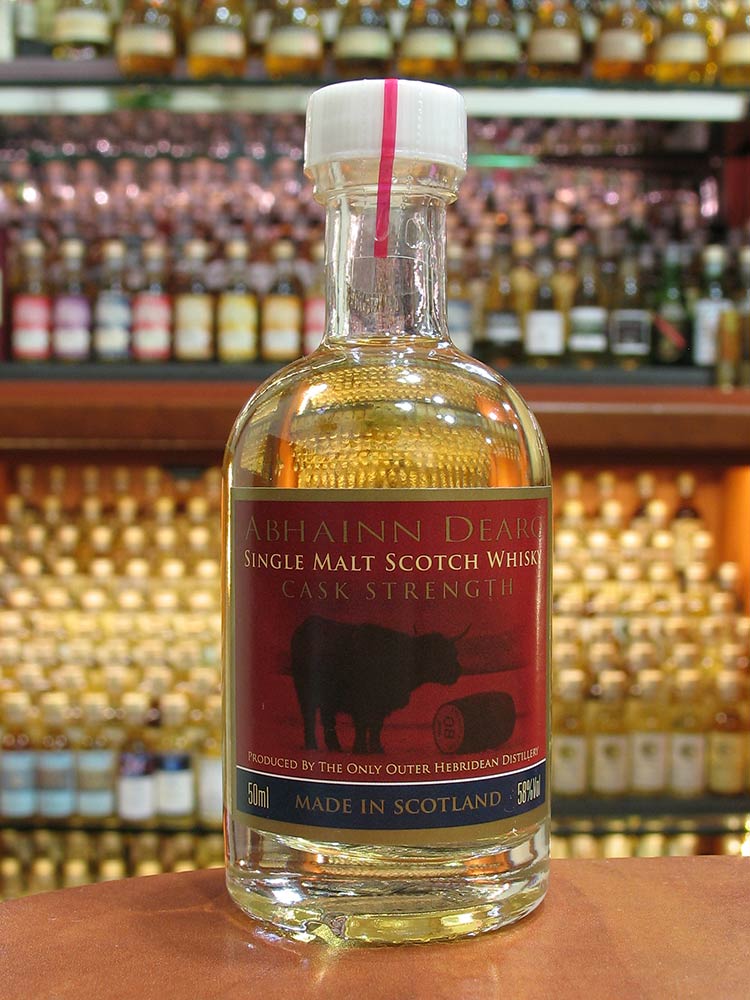 ABHAINN DEARG
SINGLE MALT SCOTCH WHISKY
CASK STRENGTH
PRODUCED BY THE ONLY OUTER HEBRIDEAN DISTILLERY
50ml MADE IN SCOTLAND 58%Vol